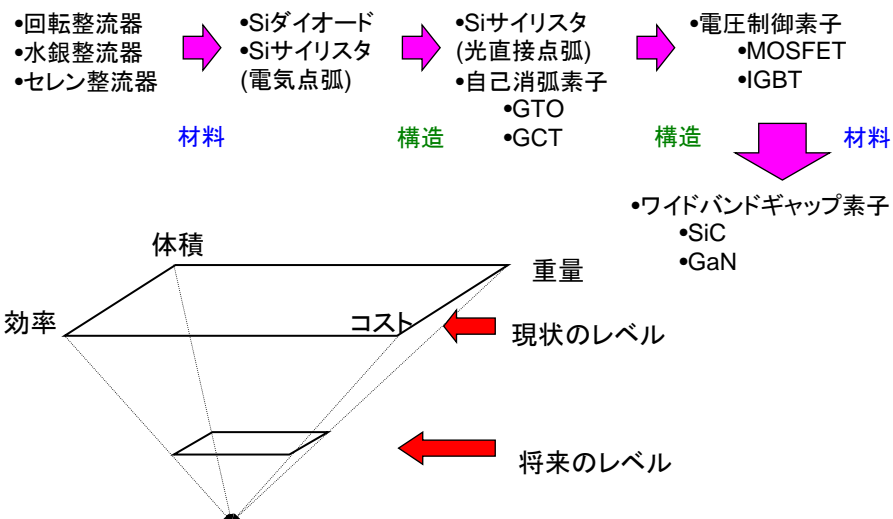 •回転整流器
•水銀整流器
•セレン整流器
•Siダイオード
•Siサイリスタ
(電気点弧)
•Siサイリスタ
(光直接点弧)
•自己消弧素子
•GTO
•GCT
•電圧制御素子
•MOSFET
•IGBT
材料
構造
構造
材料
•ワイドバンドギャップ素子
•SiC
•GaN
体積
重量
効率
コスト
現状のレベル
将来のレベル